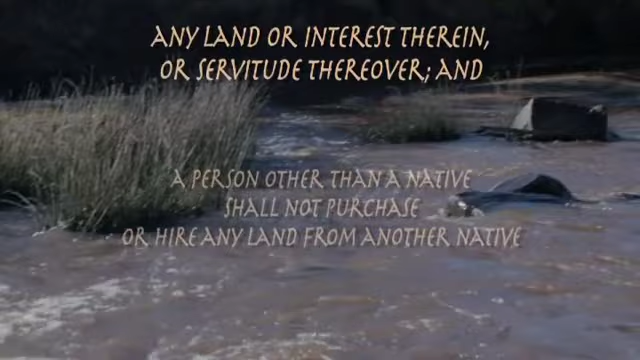 ANY LAND OR INTEREST THEREIN,
OR SERVITUDE THEREOVER; AND
A PERSON OTHER THAN A NATIVE
SHALL NOT PURCHASE
OR HIRE ANY LAND FROM ANOTHER NATIVE